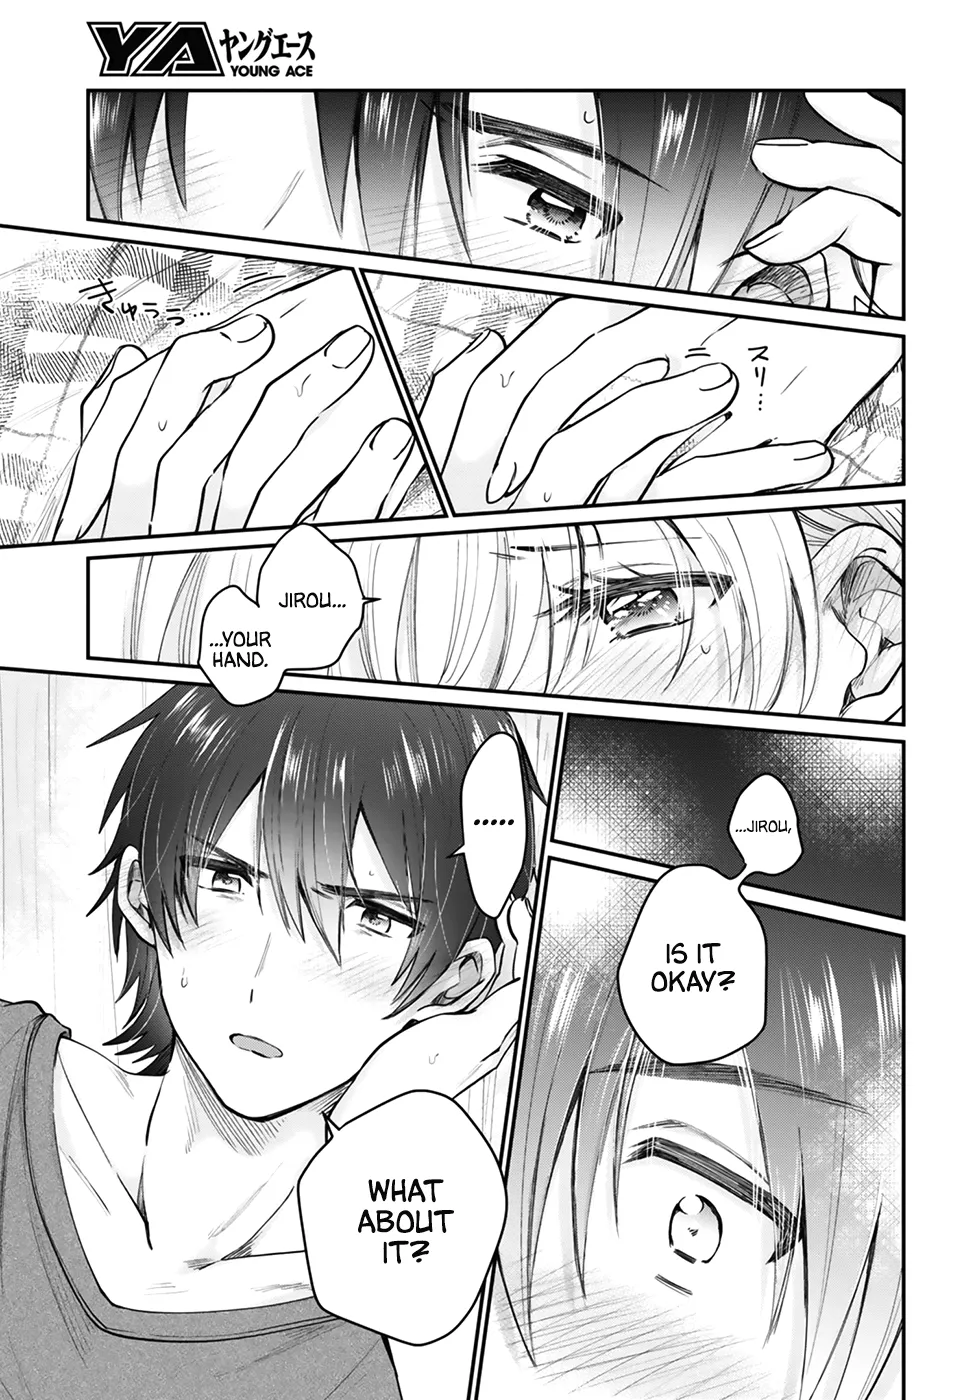 YA ヤングエース
YOUNG ACE
スリ…
きゅうぅ…
JIROU...
...YOUR
HAND.
.....
WHAT
ABOUT
IT?
...JIROU,
IS IT
OKAY?